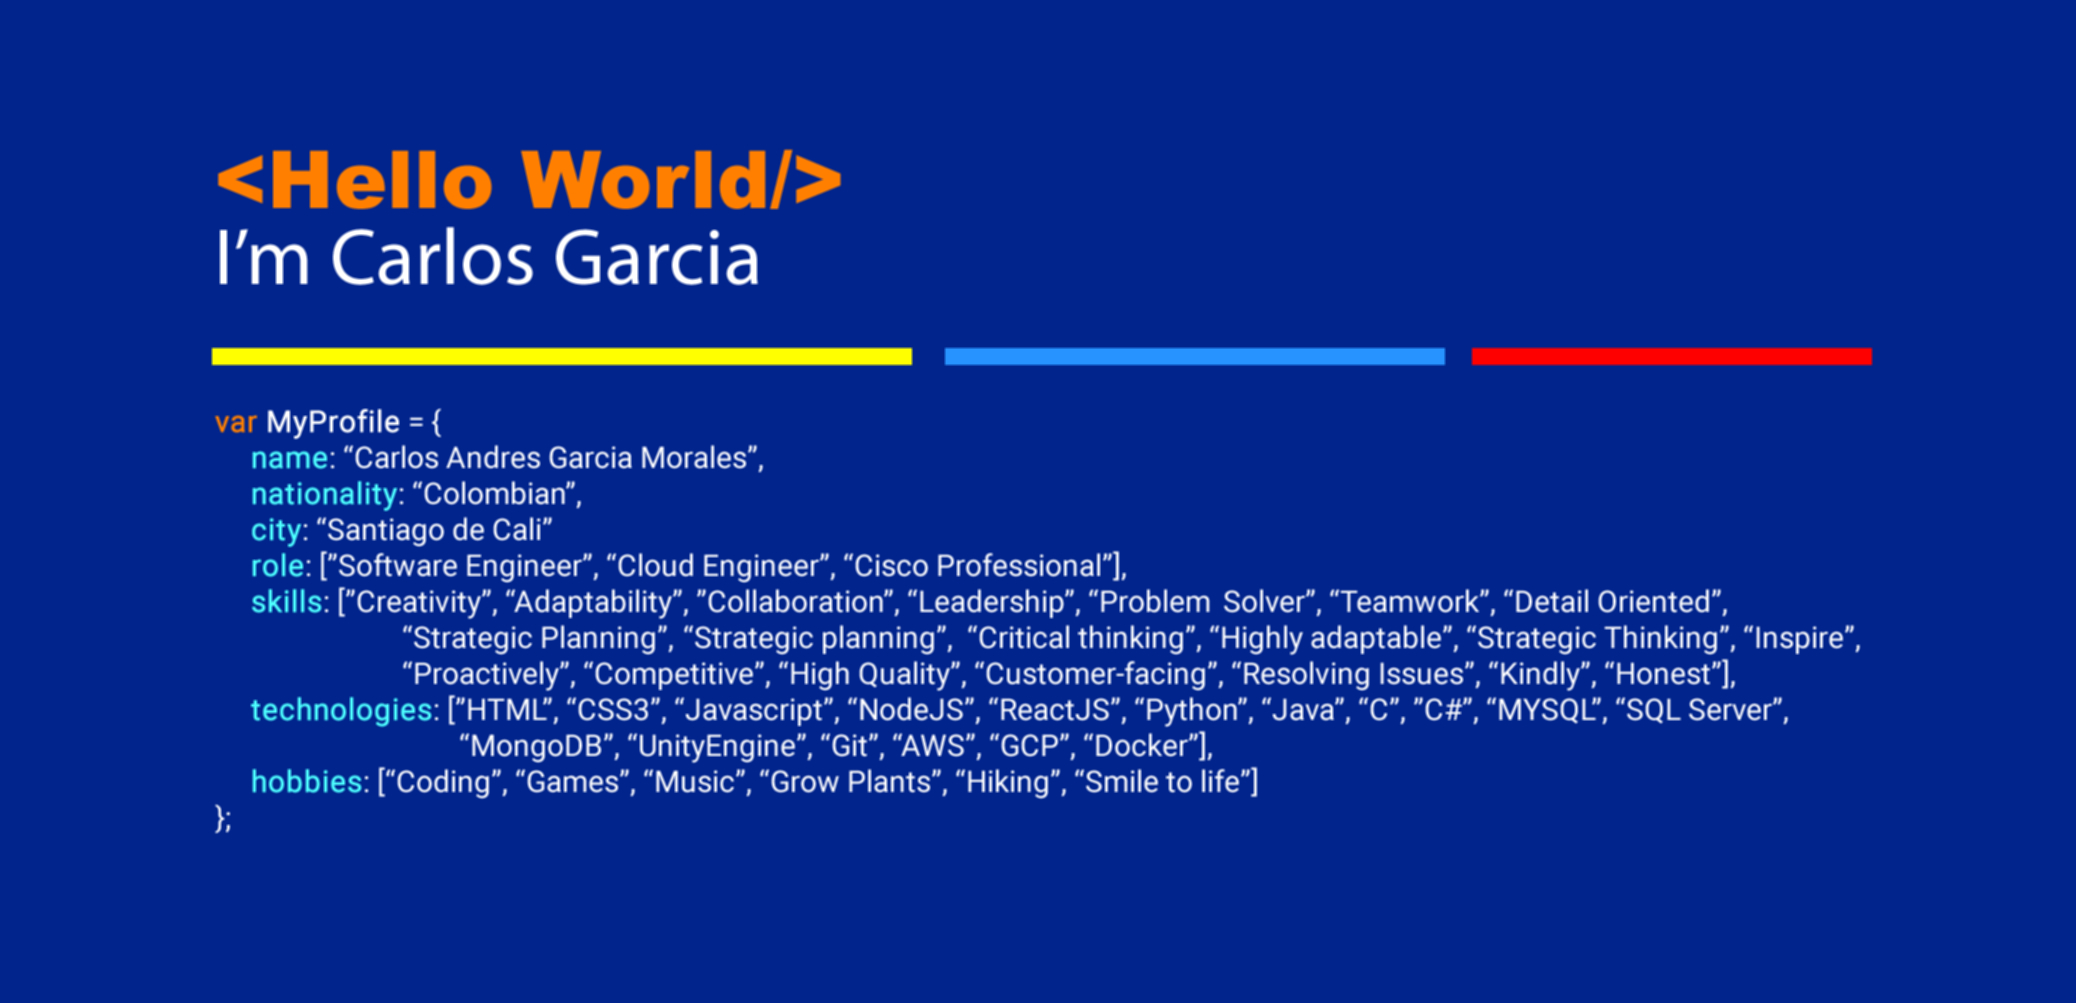 <Hello World/>
I’m Carlos Garcia
var MyProfile = {
name: “Carlos Andres Garcia Morales”,
nationality: “Colombian”,
city: “Santiago de Cali”
role: [”Software Engineer”, “Cloud Engineer”, “Cisco Professional”],
skills: [”Creativity”, “Adaptability”, ”Collaboration”, “Leadership”, “Problem Solver”, “Teamwork”, “Detail Oriented”,
“Strategic Planning”, “Strategic planning”, “Critical thinking”, “Highly adaptable”, “Strategic Thinking”, “Inspire”,
“Proactively”, “Competitive”, “High Quality”, “Customer-facing”, “Resolving Issues”, “Kindly”, “Honest”],
technologies: [”HTML”, “CSS3”, “Javascript”, “NodeJS”, “ReactJS”, “Python”, “Java”, “C”, ”C#”, “MYSQL”, “SQL Server”,
“MongoDB”, “UnityEngine”, “Git”, “AWS”, “GCP”, “Docker”],
hobbies: [“Coding”, “Games”, “Music”, “Grow Plants”, “Hiking”, “Smile to life”]
};